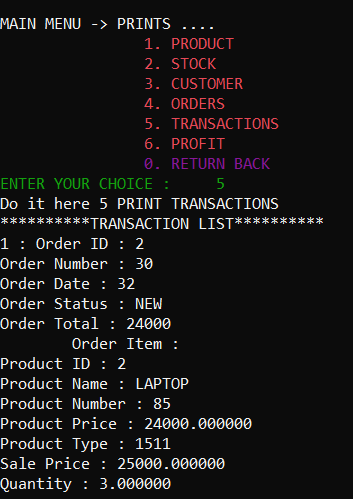 MAIN MENU -> PRINTS ....
1. PRODUCT
2. STOCK
3. CUSTOMER
4. ORDERS
5. TRANSACTIONS
6. PROFIT
0. RETURN BACK
ENTER YOUR CHOICE : 5
Do it here 5 PRINT TRANSACTIONS
**********TRANSACTION LIST**********
1 : Order ID : 2
Order Number : 30
Order Date : 32
Order Status : NEW
Order Total : 24000
Order Item :
Product ID : 2
Product Name : LAPTOP
Product Number : 85
Product Price : 24000.000000
Product Type : 1511
Sale Price : 25000.000000
Quantity : 3.000000